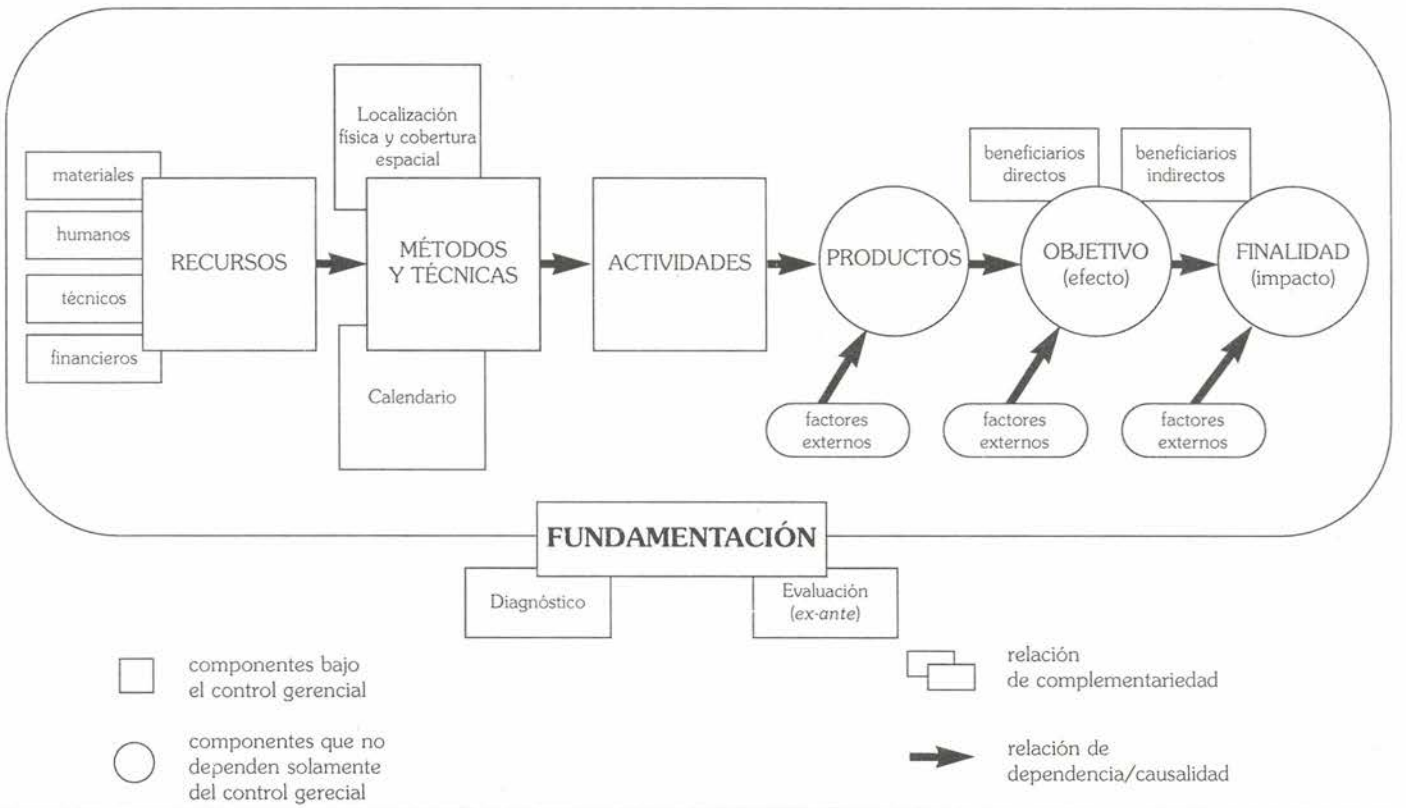 Localización
física y cobertura
espacial
materiales
humanos
técnicos
financieros
RECURSOS
MÉTODOS
Y TÉCNICAS
Calendario
ACTIVIDADES
PRODUCTOS
beneficiarios
directos
beneficiarios
indirectos
OBJETIVO
(efecto)
FINALIDAD
(impacto)
factores
externos
factores
externos
factores
externos
FUNDAMENTACIÓN
Diagnóstico
Evaluación
(ex-ante)
componentes bajo
el control gerencial
componentes que no
dependen solamente
del control gerecial
relación
de complementariedad
relación de
dependencia/causalidad